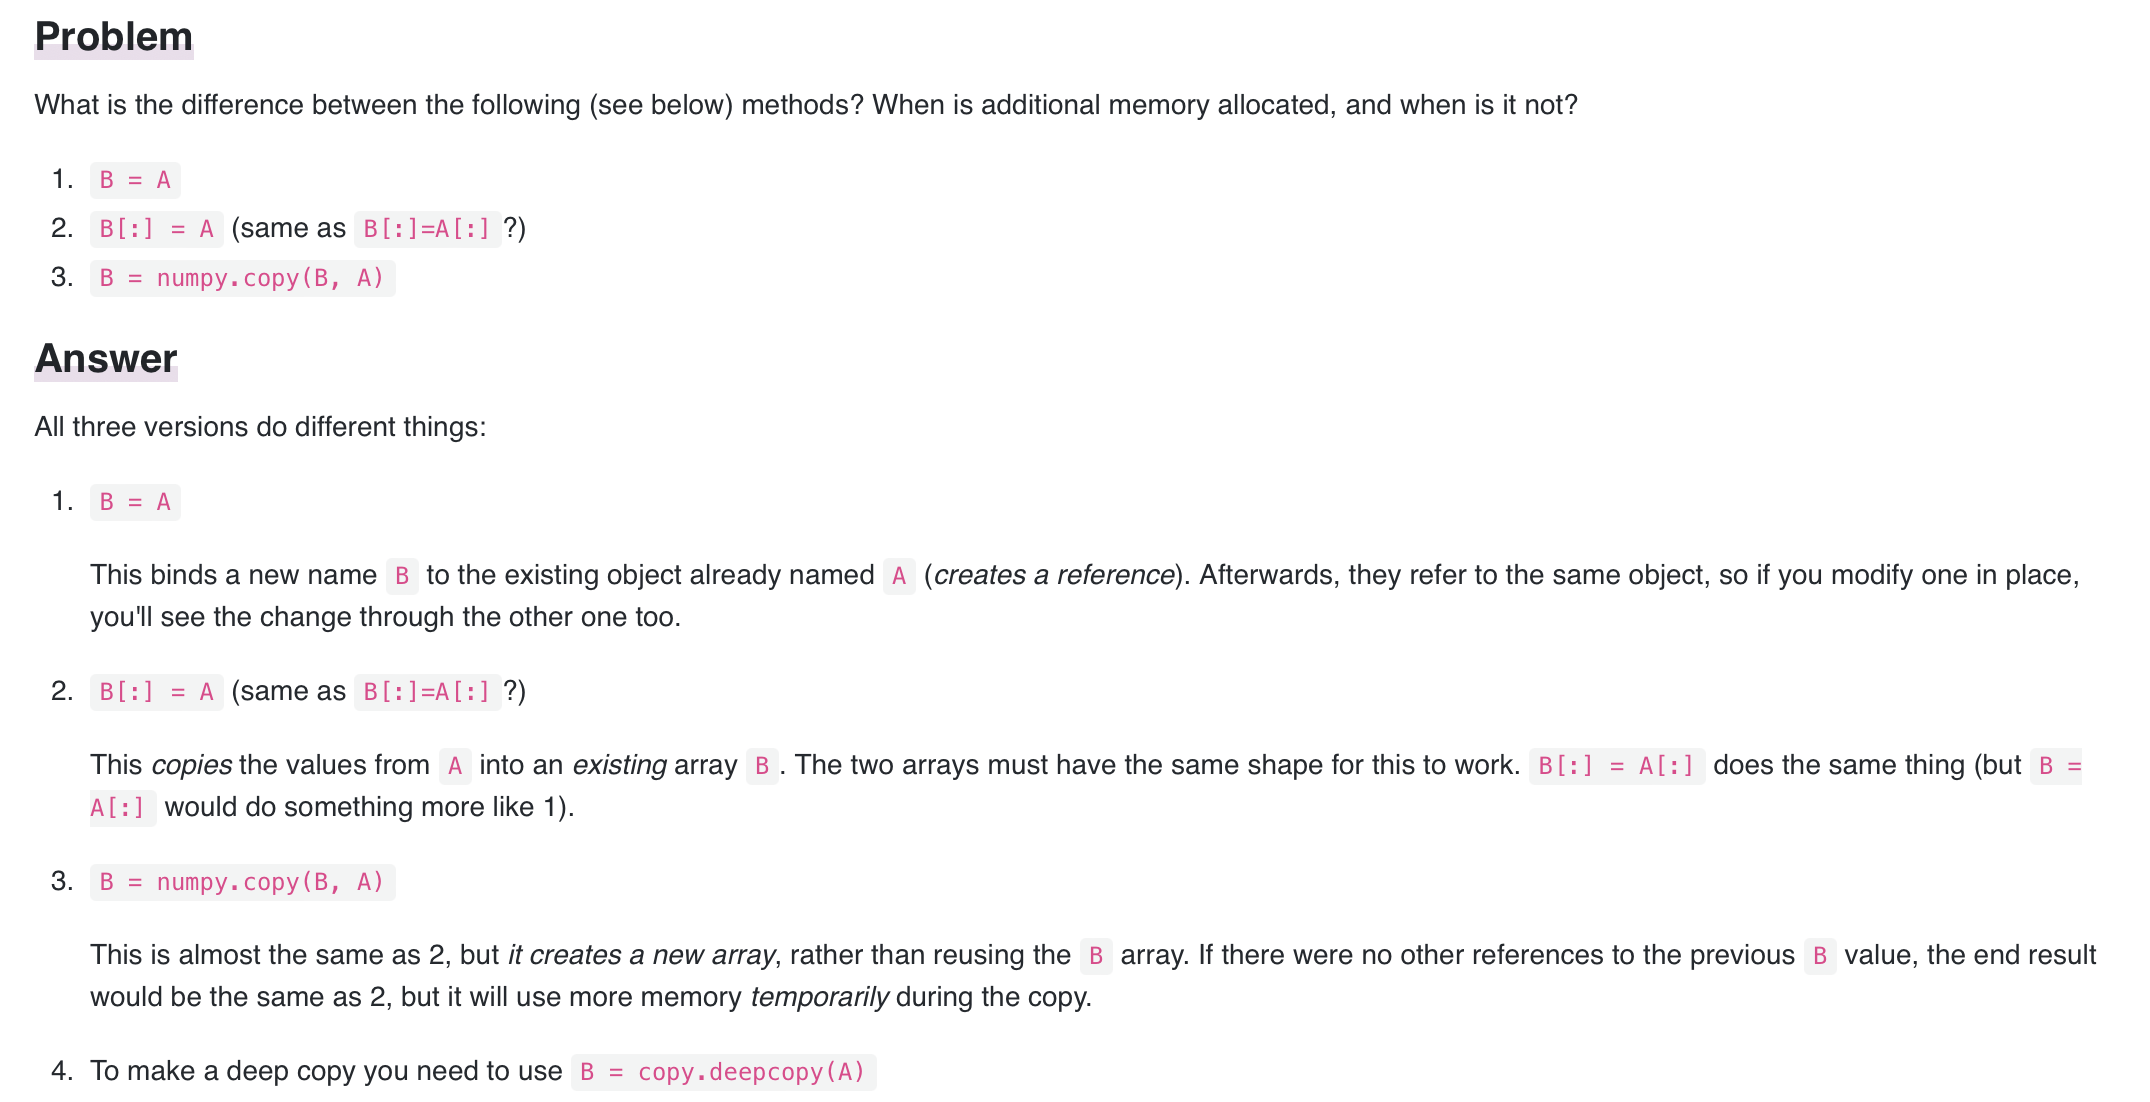 Problem
What is the difference between the following (see below) methods? When is additional memory allocated, and when is it not?
1. B = A
2. B[:] = A (same as B[:]=A[:] ?)
3. B = numpy.copy(B, A)
Answer
All three versions do different things:
1. B = A
This binds a new name B to the existing object already named A (creates a reference). Afterwards, they refer to the same object, so if you modify one in place,
you'll see the change through the other one too.
2. B[:] = A (same as B[:]=A[:] ?)
This copies the values from A into an existing array B . The two arrays must have the same shape for this to work. B[:] = A[:] does the same thing (but B =
A[:] would do something more like 1).
3. B = numpy.copy(B, A)
This is almost the same as 2, but it creates a new array, rather than reusing the B array. If there were no other references to the previous B value, the end result
would be the same as 2, but it will use more memory temporarily during the copy.
4. To make a deep copy you need to use B = copy.deepcopy(A)